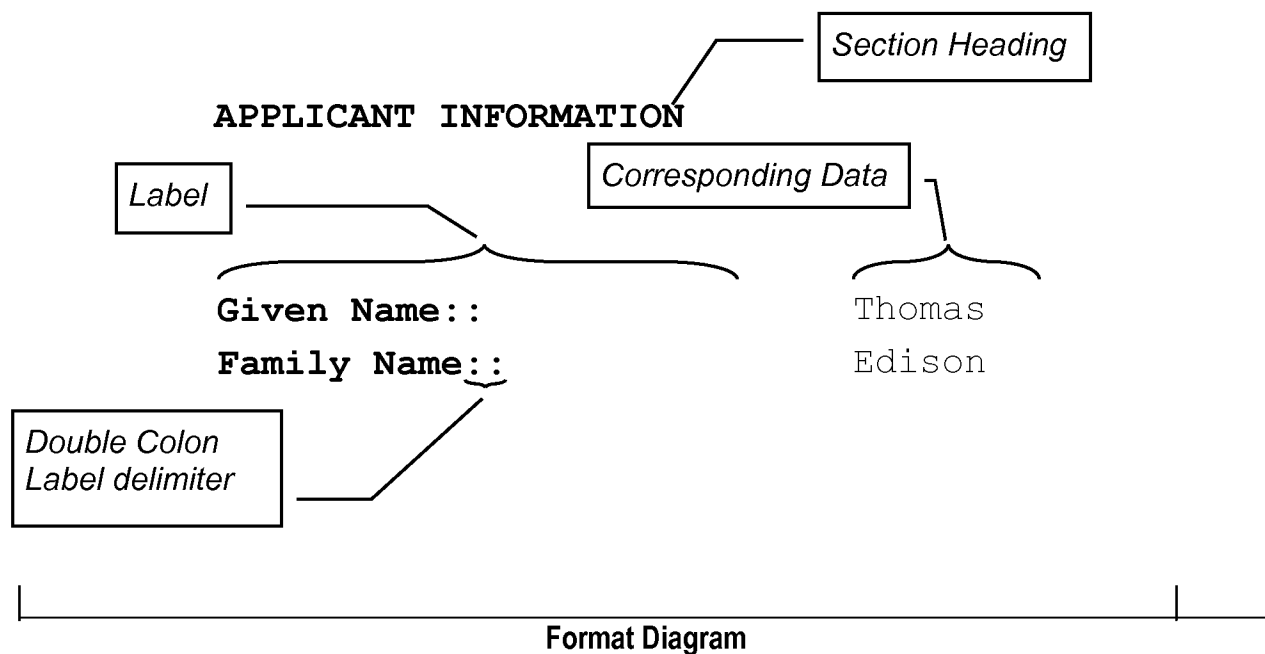 Section Heading
APPLICANT INFORMATION
Label
Corresponding Data
Given Name:: Thomas
Family Name:: Edison
Double Colon
Label delimiter
Format Diagram